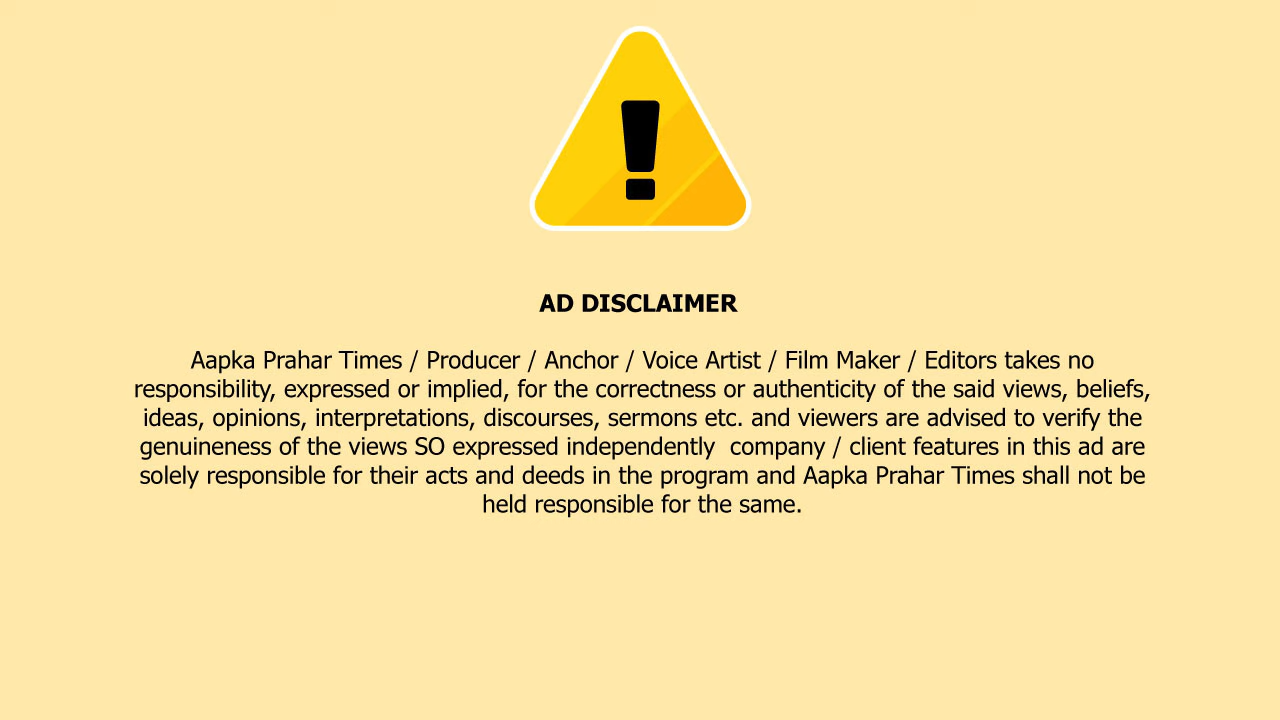 AD DISCLAIMER
Aapka Prahar Times / Producer / Anchor / Voice Artist / Film Maker / Editors takes no
responsibility, expressed or implied, for the correctness or authenticity of the said views, beliefs,
ideas, opinions, interpretations, discourses, sermons etc. and viewers are advised to verify the
genuineness of the views SO expressed independently  company / client features in this ad are
solely responsible for their acts and deeds in the program and Aapka Prahar Times shall not be
held responsible for the same.